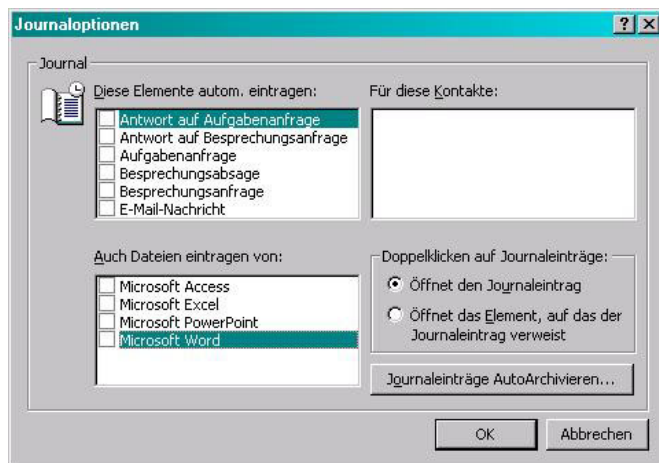 Journaloptionen
Journal
Diese Elemente autom. eintragen:
Antwort auf Aufgabenanfrage
Antwort auf Besprechungsanfrage
Aufgabenanfrage
Besprechungsabsage
Besprechungsanfrage
E-Mail-Nachricht
Für diese Kontakte:
Auch Dateien eintragen von:
Microsoft Access
Microsoft Excel
Microsoft PowerPoint
Microsoft Word
Doppelklicken auf Journaleinträge:
Öffnet den Journaleintrag
Öffnet das Element, auf das der
Journaleintrag verweist
Journaleinträge AutoArchivieren...
OK
Abbrechen